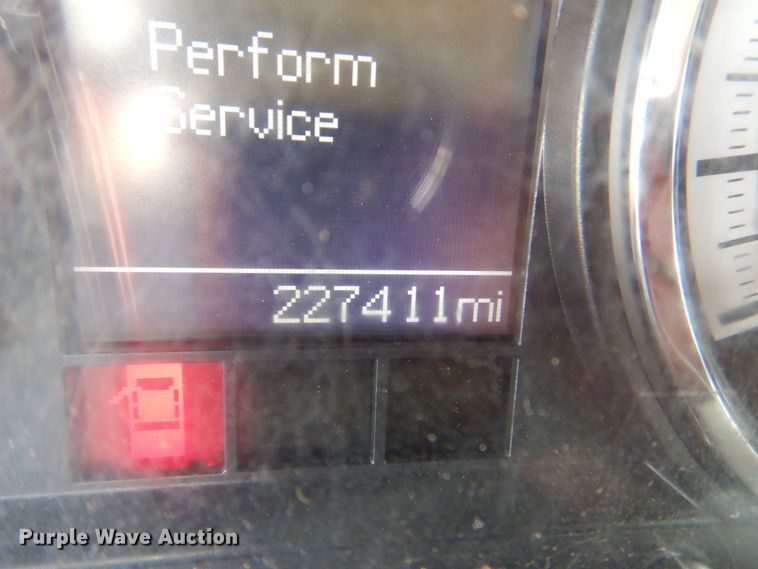 Perform
Service
227411mi
Purple Wave Auction®